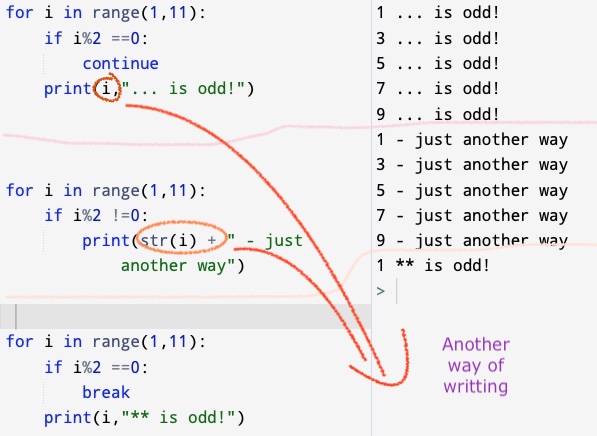 for i in range(1,11):
    if i%2 ==0:
        continue
    print(i,"... is odd!")
for i in range(1,11):
    if i%2 !=0:
        print(str(i) + " - just
            another way")
for i in range(1,11):
    if i%2 ==0:
        break
    print(i,"** is odd!")
1 ... is odd!
3 ... is odd!
5 ... is odd!
7 ... is odd!
9 ... is odd!
1 - just another way
3 - just another way
5 - just another way
7 - just another way
9 - just another way
1 ** is odd!
>
Another
way of
writting